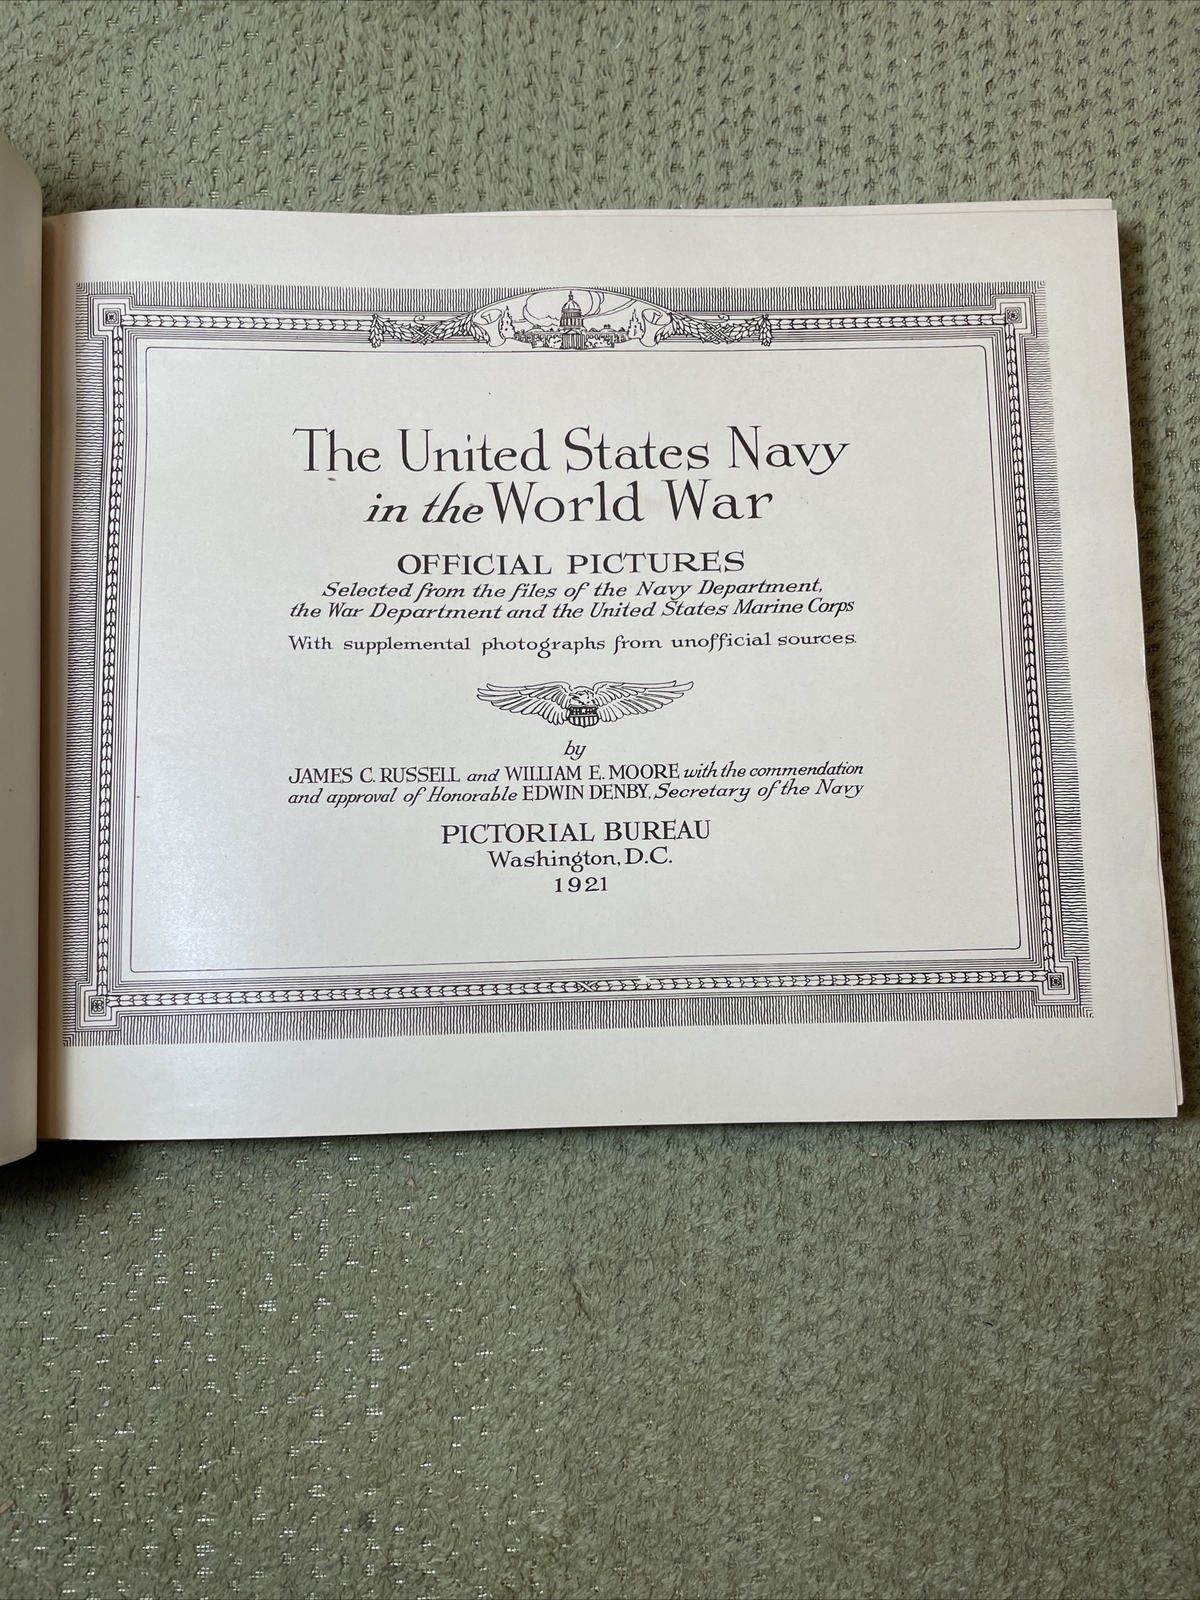 The United States Navy
in the World War
OFFICIAL PICTURES
Selected from the files of the Navy Department,
the War Department and the United States Marine Corps
With supplemental photographs from unofficial sources.
by
JAMES C. RUSSELL and WILLIAM E. MOORE with the commendation
and approval of Honorable EDWIN DENBY, Secretary of the Navy
PICTORIAL BUREAU
Washington, D.C.
1921